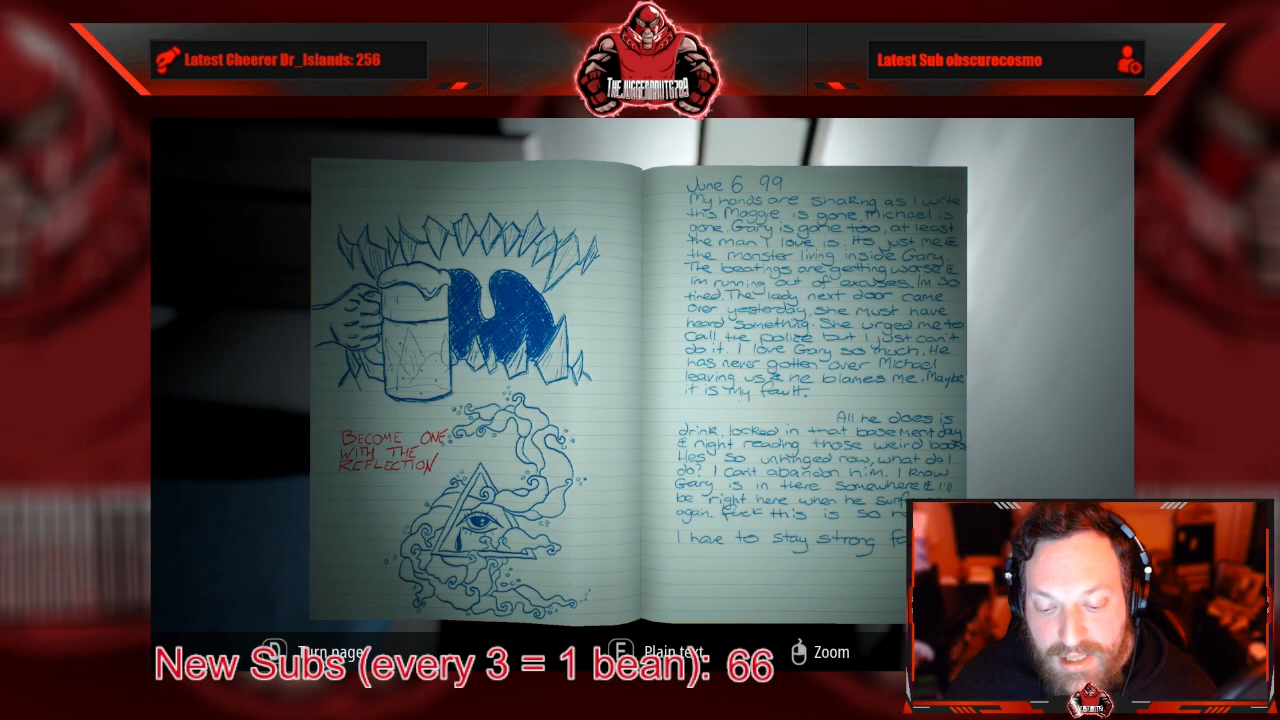 Latest Cheerer Dr_Islands: 256
THEJUGGERNAUT6789
Latest Sub obscurecosmo
June 6 99
My hands are shaking as I write
this Maggie is gone, Michael is
gone. Gary is gone too, at least
the man I love is. Its just me &
the monster living inside Gary.
The beatings are getting worse &
I'm running out of excuses. Im so
tired. The lady next door came
over yesterday, she must have
heard something. She urged me to
call the police but I just can't
do it. I love Gary so much. He
has never gotten over Michael
leaving us & he blames me. Maybe
it is my fault.
All he does is
drink, locked in that basement day
& night reading those weird books
Hes so unhinged now, what do I
do? I can't abandon him. I know
Gary is in there somewhere & I'll
be right here when he
again. Fuck this is so
I have to stay strong
BECOME ONE
WITH THE
REFLECTION
Turn page
F Plain text
Zoom
New Subs (every 3 = 1 bean): 66